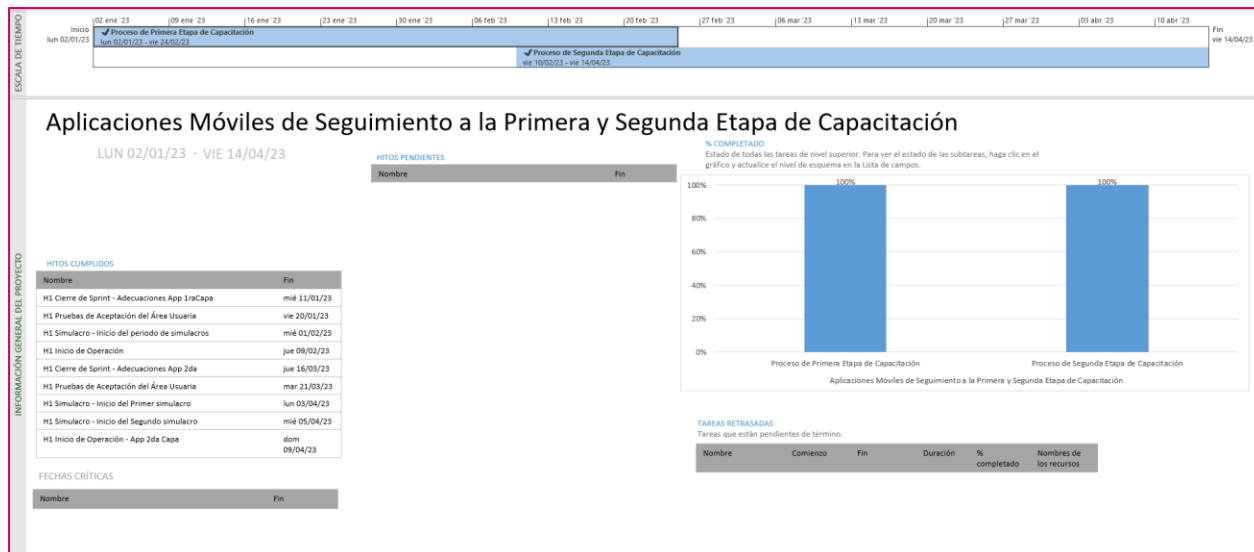 ESCALA DE TIEMPO
02 ene '23 09 ene '23 16 ene '23 23 ene '23 30 ene '23 06 feb '23 13 feb '23 20 feb '23 27 feb '23 06 mar '23 13 mar '23 20 mar '23 27 mar '23 03 abr '23 10 abr '23
Inicio
lun 02/01/23
Proceso de Primera Etapa de Capacitación
lun 02/01/23 - vie 24/02/23
Proceso de Segunda Etapa de Capacitación
vie 10/02/23 - vie 14/04/23
Fin
vie 14/04/23
INFORMACIÓN GENERAL DEL PROYECTO
Aplicaciones Móviles de Seguimiento a la Primera y Segunda Etapa de Capacitación
LUN 02/01/23 - VIE 14/04/23
HITOS PENDIENTES
Nombre Fin
HITOS CUMPLIDOS
Nombre Fin
H1 Cierre de Sprint - Adecuaciones App 1raCapa mié 11/01/23
H1 Pruebas de Aceptación del Área Usuaria vie 20/01/23
H1 Simulacro - Inicio del periodo de simulacros mié 01/02/23
H1 Inicio de Operación jue 09/02/23
H1 Cierre de Sprint - Adecuaciones App 2da jue 16/03/23
H1 Pruebas de Aceptación del Área Usuaria mar 21/03/23
H1 Simulacro - Inicio del Primer simulacro lun 03/04/23
H1 Simulacro - Inicio del Segundo simulacro mié 05/04/23
H1 Inicio de Operación - App 2da Capa dom
09/04/23
FECHAS CRÍTICAS
Nombre Fin
% COMPLETADO
Estado de todas las tareas de nivel superior. Para ver el estado de las subtareas, haga clic en el
gráfico y actualice el nivel de esquema en la Lista de campos.
100% 100%
100%
80%
60%
40%
20%
0%
Proceso de Primera Etapa de Capacitación Proceso de Segunda Etapa de Capacitación
Aplicaciones Móviles de Seguimiento a la Primera y Segunda Etapa de Capacitación
TAREAS RETRASADAS
Tareas que están pendientes de término.
Nombre Comienzo Fin Duración % Nombres de
completado los recursos